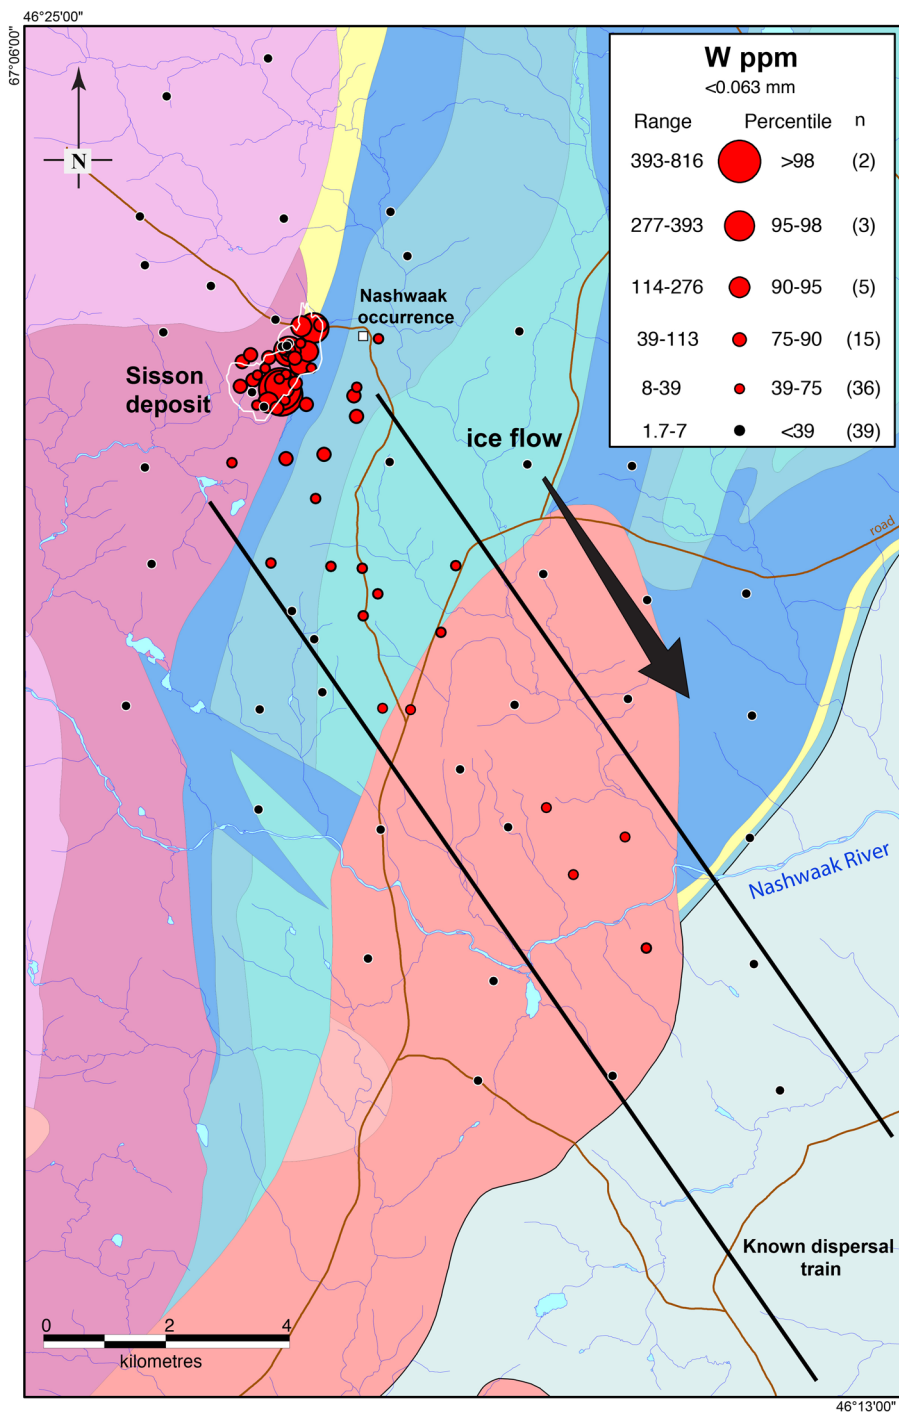 46°25'00"
67°06'00"
N
W ppm
<0.063 mm
Range Percentile n
393-816 >98 (2)
277-393 95-98 (3)
114-276 90-95 (5)
39-113 75-90 (15)
8-39 39-75 (36)
1.7-7 <39 (39)
Nashwaak
occurrence
Sisson
deposit
ice flow
road
Nashwaak River
Known dispersal
train
0 2 4
kilometres
46°13'00"